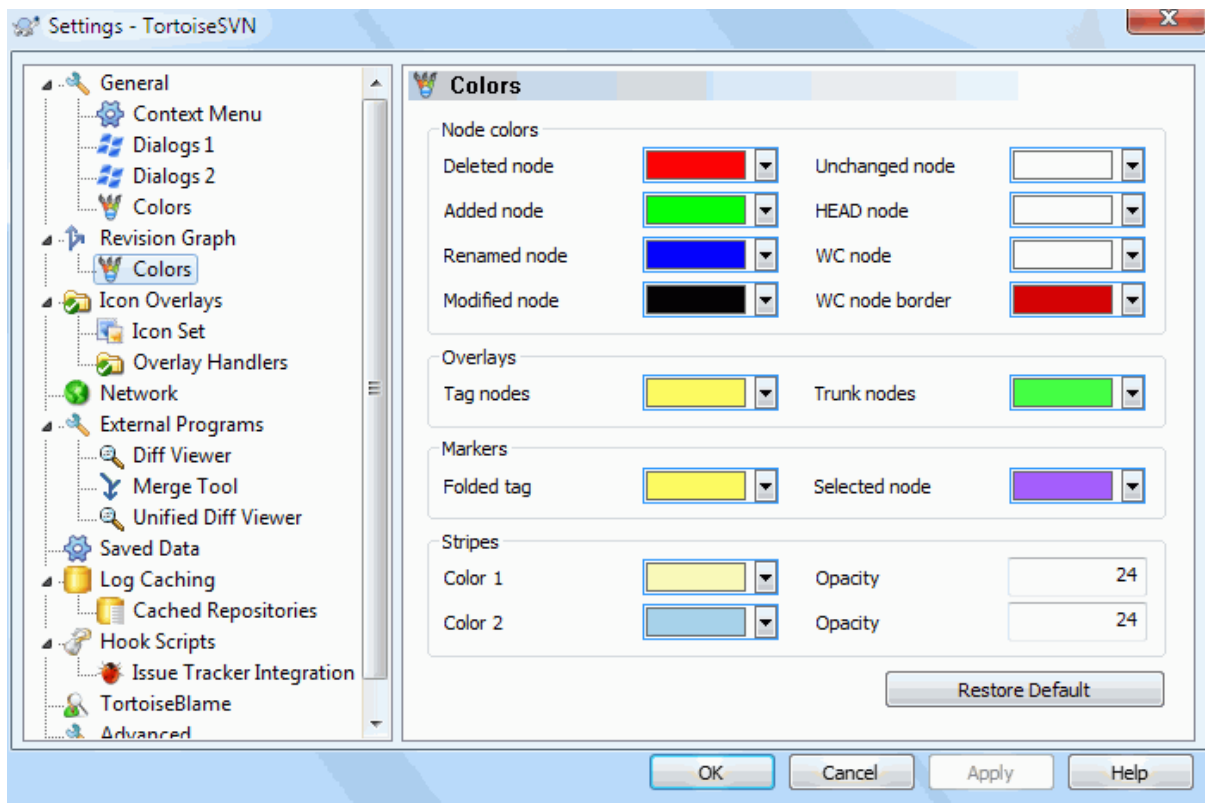 Settings - TortoiseSVN
X
General
Context Menu
Dialogs 1
Dialogs 2
Colors
Revision Graph
Colors
Icon Overlays
Icon Set
Overlay Handlers
Network
External Programs
Diff Viewer
Merge Tool
Unified Diff Viewer
Saved Data
Log Caching
Cached Repositories
Hook Scripts
Issue Tracker Integration
TortoiseBlame
Advanced
Colors
Node colors
Deleted node Unchanged node
Added node HEAD node
Renamed node WC node
Modified node WC node border
Overlays
Tag nodes Trunk nodes
Markers
Folded tag Selected node
Stripes
Color 1 Opacity 24
Color 2 Opacity 24
Restore Default
OK Cancel Apply Help